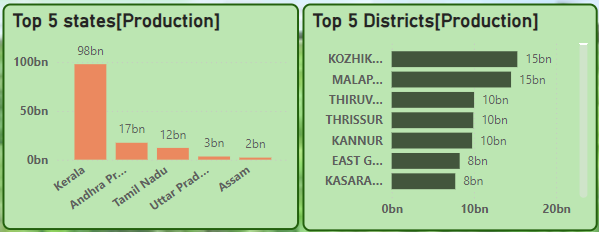 Top 5 states[Production]
98bn
100bn
50bn
17bn
12bn
3bn
2bn
0bn
Kerala
Andhra Pr...
Tamil Nadu
Uttar Prad...
Assam
Top 5 Districts[Production]
KOZHIK... 15bn
MALAP... 15bn
THIRUV... 10bn
THRISSUR 10bn
KANNUR 10bn
EAST G... 8bn
KASARA... 8bn
0bn 10bn 20bn